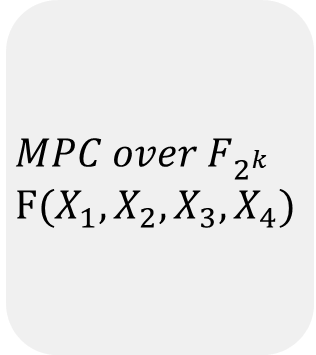 MPC over F_{2^k}
F(X_1, X_2, X_3, X_4)